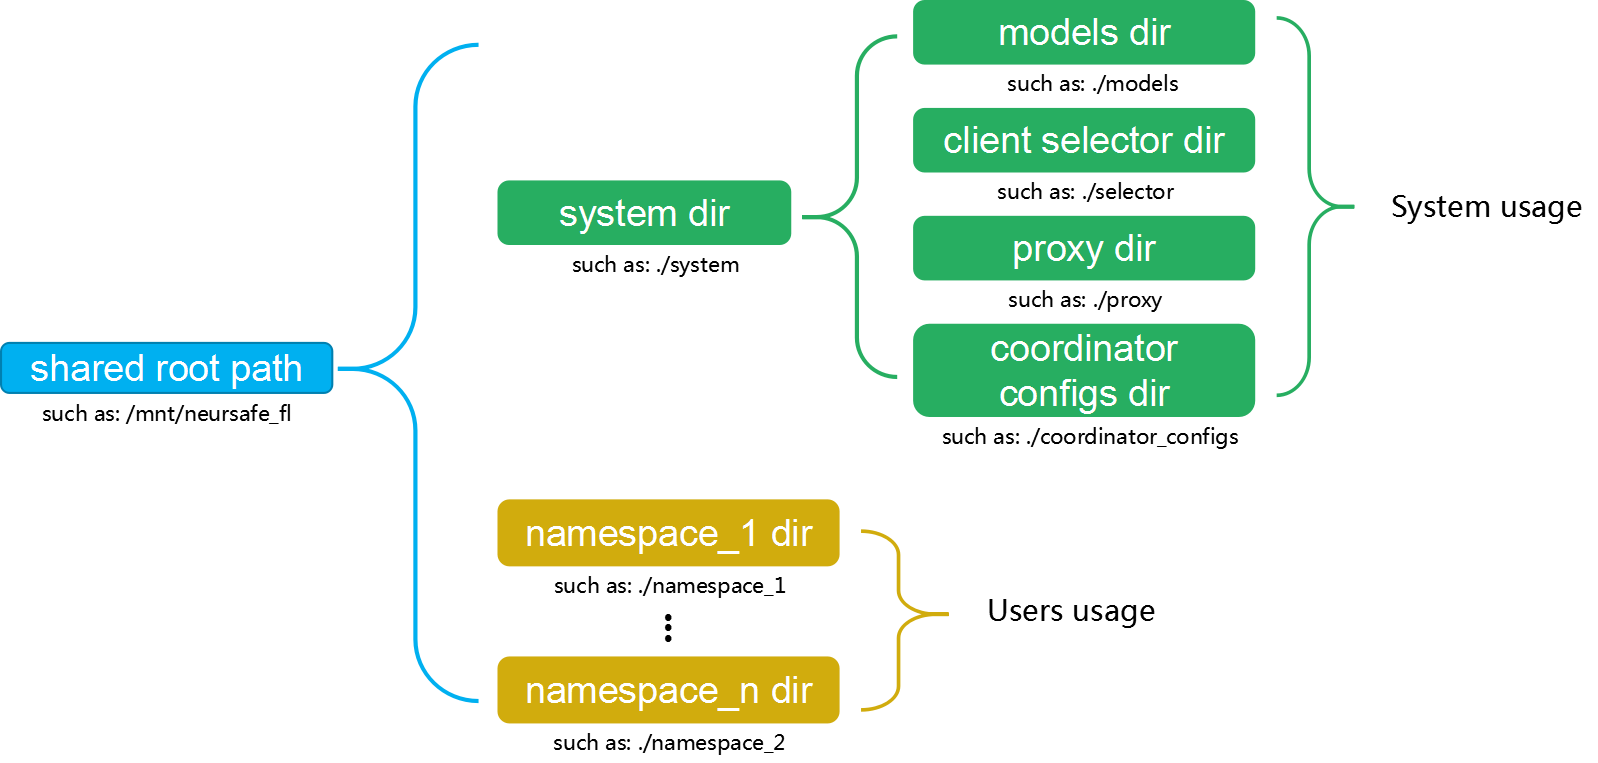 shared root path
such as: /mnt/neursafe_fl
system dir
such as: ./system
models dir
such as: ./models
client selector dir
such as: ./selector
proxy dir
such as: ./proxy
coordinator
configs dir
such as: ./coordinator_configs
System usage
namespace_1 dir
such as: ./namespace_1
namespace_n dir
such as: ./namespace_2
Users usage